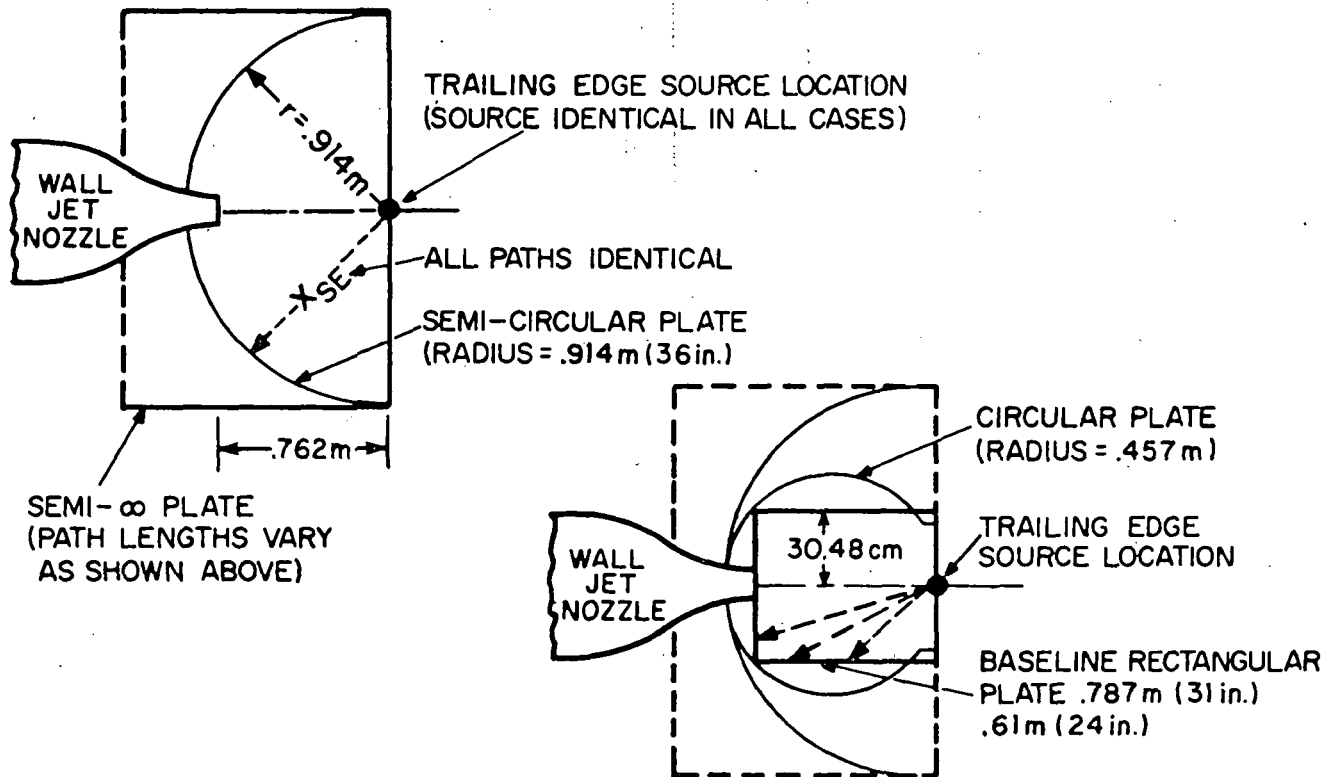 TRAILING EDGE SOURCE LOCATION
(SOURCE IDENTICAL IN ALL CASES)
r=.914m
WALL
JET
NOZZLE
ALL PATHS IDENTICAL
XSE
SEMI-CIRCULAR PLATE
(RADIUS = .914m (36in.)
.762m
SEMI-∞ PLATE
(PATH LENGTHS VARY
AS SHOWN ABOVE)
CIRCULAR PLATE
(RADIUS = .457m)
TRAILING EDGE
SOURCE LOCATION
30.48 cm
WALL
JET
NOZZLE
BASELINE RECTANGULAR
PLATE .787m (31in.)
.61m (24in.)